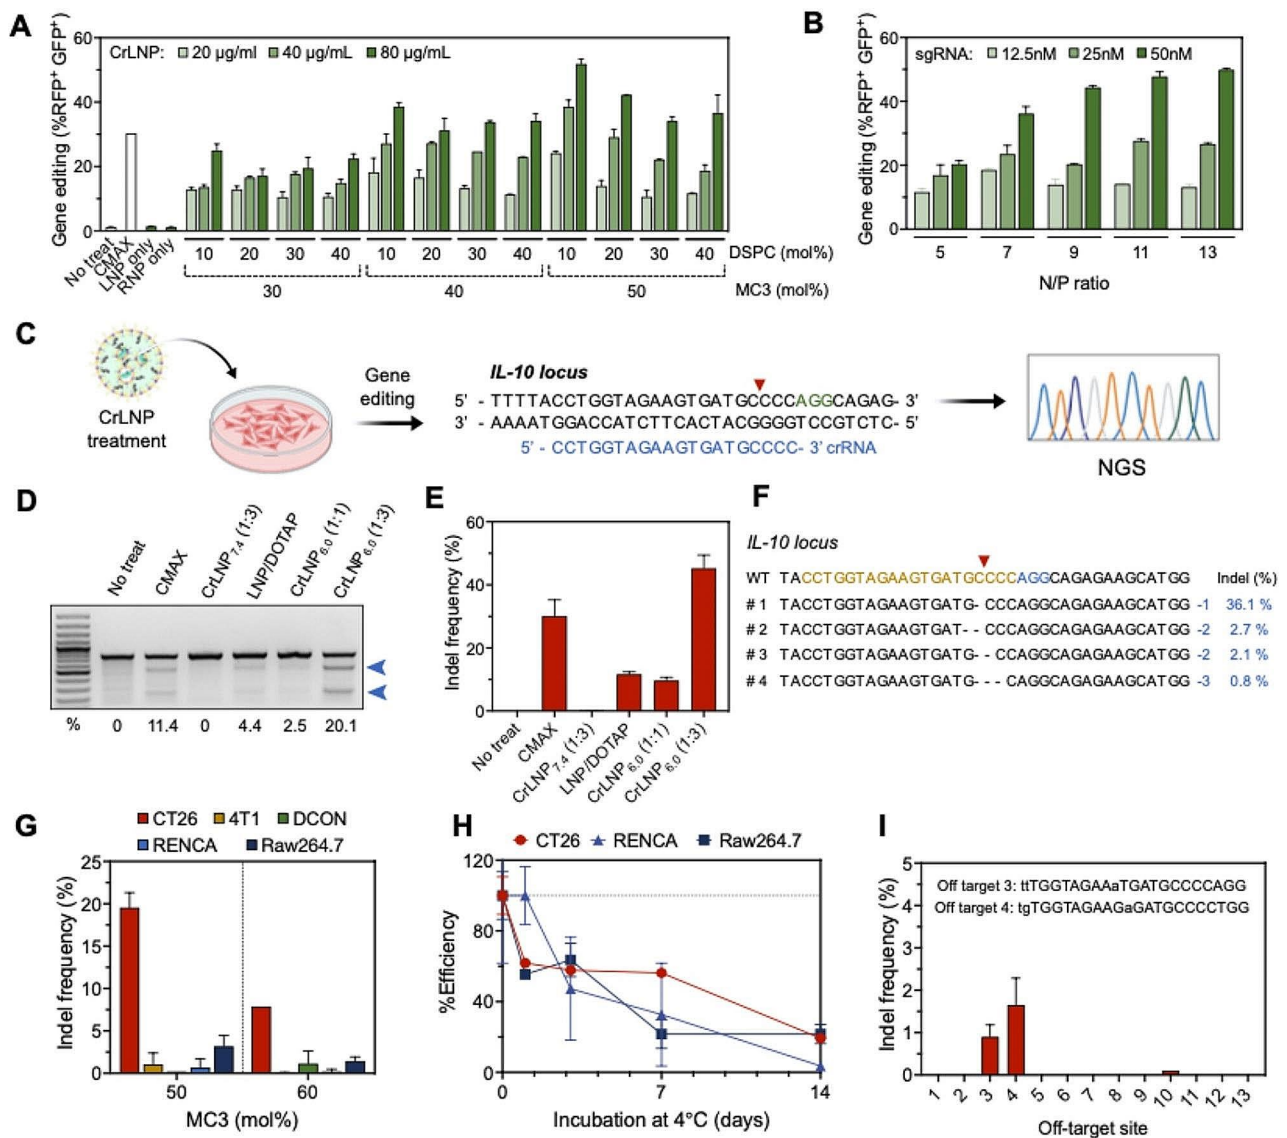 A
Gene editing (%RFP+ GFP+)
60
40
20
0
CrLNP: 20 µg/ml 40 µg/mL 80 µg/mL
No treat
CMAX
LNP only
RNP only
10 20 30 40 10 20 30 40 10 20 30 40 DSPC (mol%)
30 40 50 MC3 (mol%)
B
Gene editing (%RFP+ GFP+)
60
40
20
0
sgRNA: 12.5nM 25nM 50nM
5 7 9 11 13
N/P ratio
C
CrLNP
treatment
Gene
editing
IL-10 locus
5' - TTTTACCTGGTAGAAGTGATGCCCCAGGCAGAG- 3'
3' - AAAATGGACCATCTTCACTACGGGGTCCGTCTC- 5'
5' - CCTGGTAGAAGTGATGCCCC- 3' crRNA
NGS
D
No treat
CMAX
CrLNP7.4 (1:3)
LNP/DOTAP
CrLNP6.0 (1:1)
CrLNP6.0 (1:3)
% 0 11.4 0 4.4 2.5 20.1
E
Indel frequency (%)
60
40
20
0
No treat
CMAX
CrLNP7.4 (1:3)
LNP/DOTAP
CrLNP6.0 (1:1)
CrLNP6.0 (1:3)
F
IL-10 locus
WT TACCTGGTAGAAGTGATGCCCCAGGCAGAGAAGCATGG Indel (%)
# 1 TACCTGGTAGAAGTGATG- CCCAGGCAGAGAAGCATGG -1 36.1 %
# 2 TACCTGGTAGAAGTGAT- - CCCAGGCAGAGAAGCATGG -2 2.7 %
# 3 TACCTGGTAGAAGTGATG- - CCAGGCAGAGAAGCATGG -2 2.1 %
# 4 TACCTGGTAGAAGTGATG- - - CAGGCAGAGAAGCATGG -3 0.8 %
G
CT26 4T1 DCON
RENCA Raw264.7
Indel frequency (%)
25
20
15
10
5
0
50 60
MC3 (mol%)
H
CT26 RENCA Raw264.7
%Efficiency
120
80
40
0
0 7 14
Incubation at 4°C (days)
I
Indel frequency (%)
5
4
3
2
1
0
Off target 3: ttTGGTAGAAaTGATGCCCCAGG
Off target 4: tgTGGTAGAAGaGATGCCCCTGG
1 2 3 4 5 6 7 8 9 10 11 12 13
Off-target site